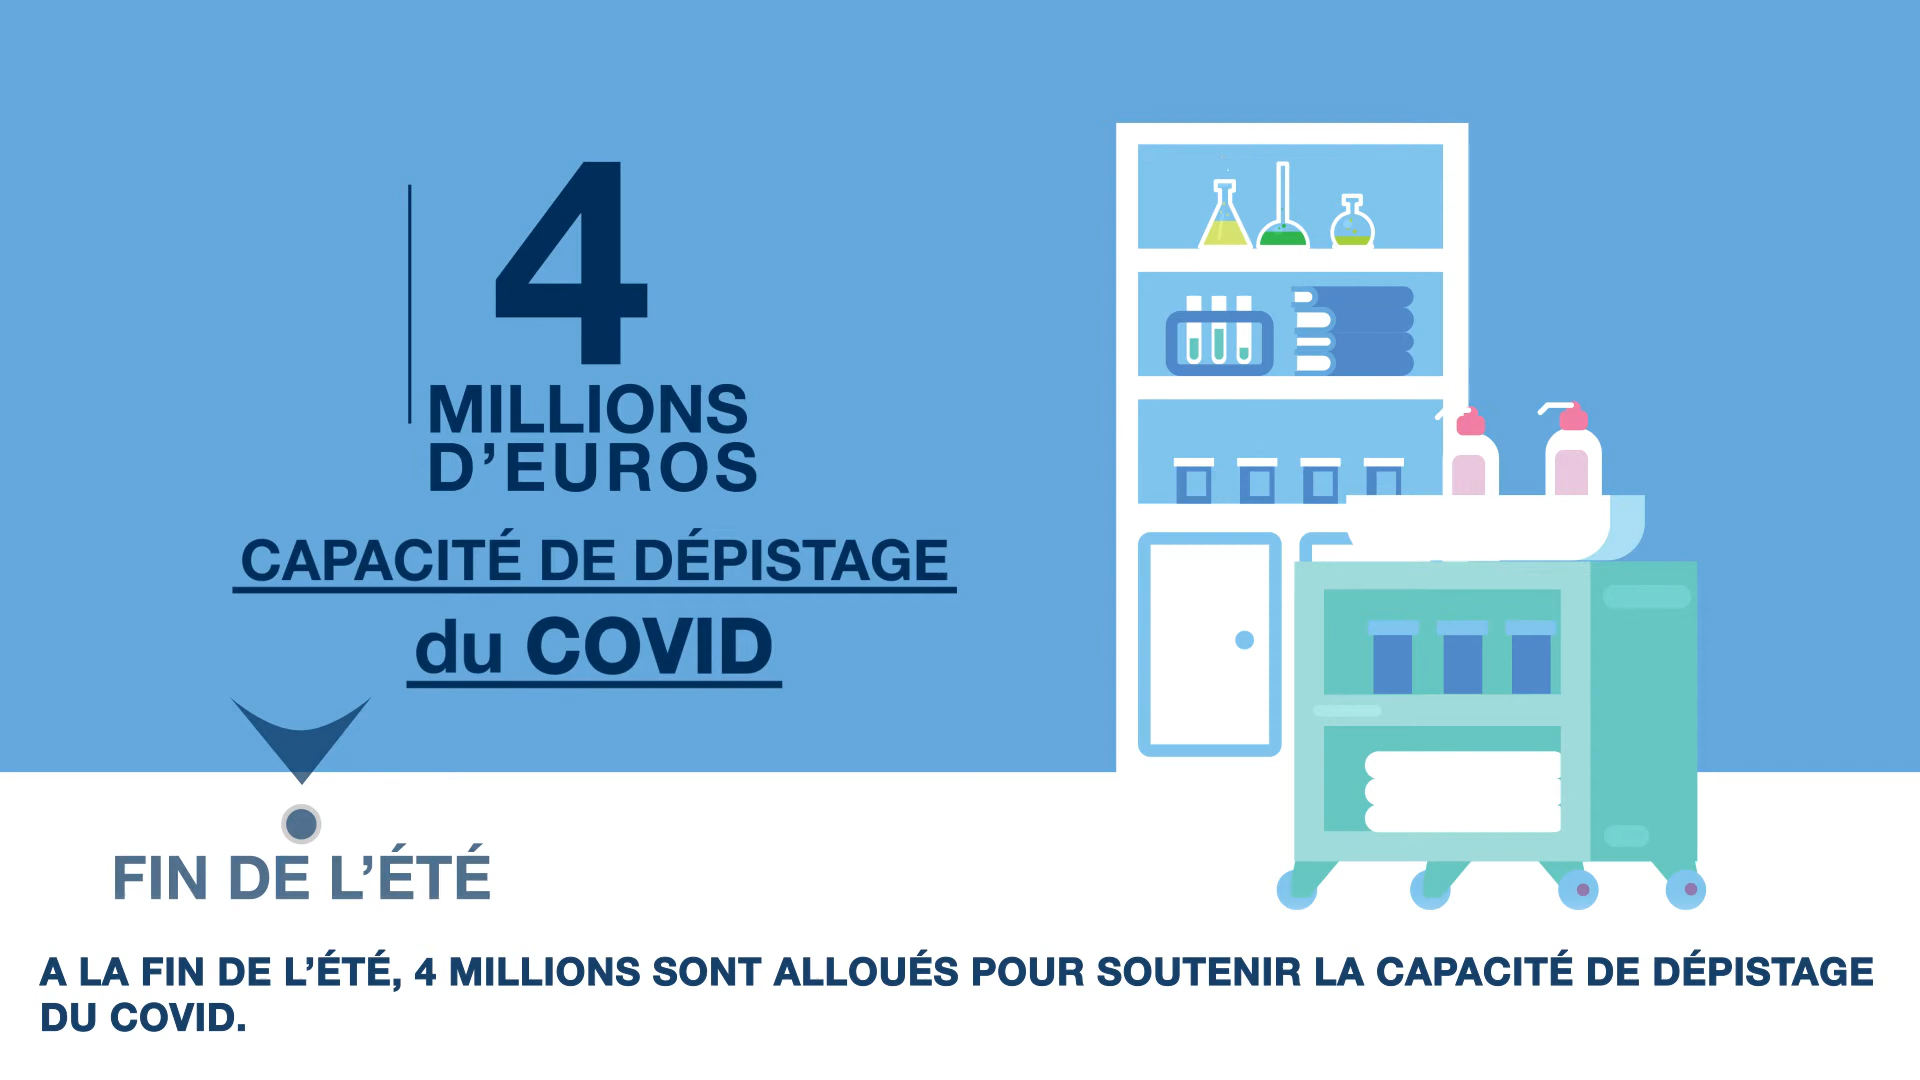 4
MILLIONS
D’EUROS
CAPACITÉ DE DÉPISTAGE
du COVID
FIN DE L’ÉTÉ
A LA FIN DE L’ÉTÉ, 4 MILLIONS SONT ALLOUÉS POUR SOUTENIR LA CAPACITÉ DE DÉPISTAGE
DU COVID.